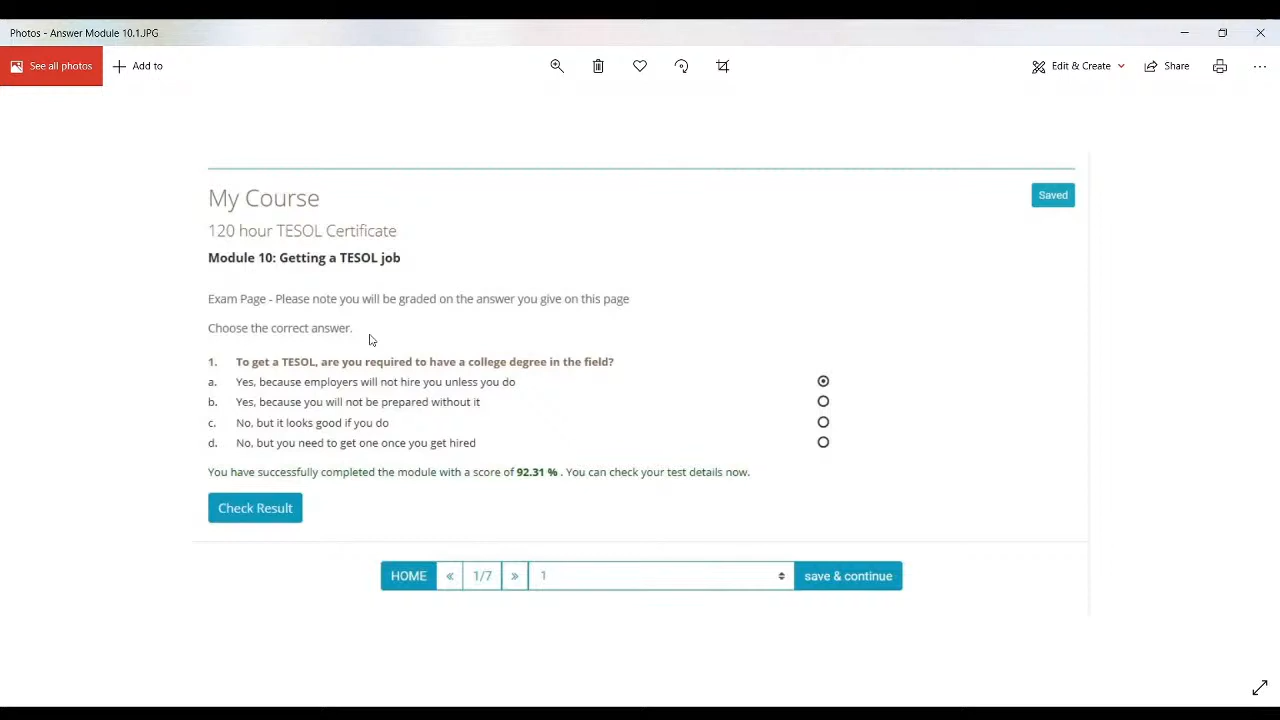 Photos - Answer Module 10.1.JPG
See all photos
Add to
Edit & Create
Share
My Course
Saved
120 hour TESOL Certificate
Module 10: Getting a TESOL job
Exam Page - Please note you will be graded on the answer you give on this page
Choose the correct answer.
1. To get a TESOL, are you required to have a college degree in the field?
a. Yes, because employers will not hire you unless you do
b. Yes, because you will not be prepared without it
c. No, but it looks good if you do
d. No, but you need to get one once you get hired
You have successfully completed the module with a score of 92.31 % . You can check your test details now.
Check Result
HOME « 1/7 » 1 save & continue